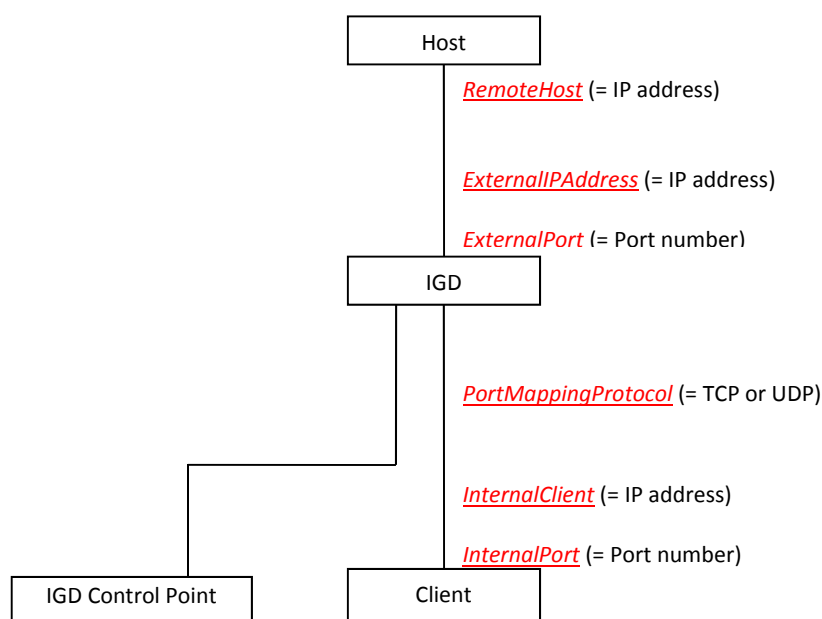 Host
RemoteHost (= IP address)
ExternalIPAddress (= IP address)
ExternalPort (= Port number)
IGD
PortMappingProtocol (= TCP or UDP)
InternalClient (= IP address)
InternalPort (= Port number)
IGD Control Point
Client